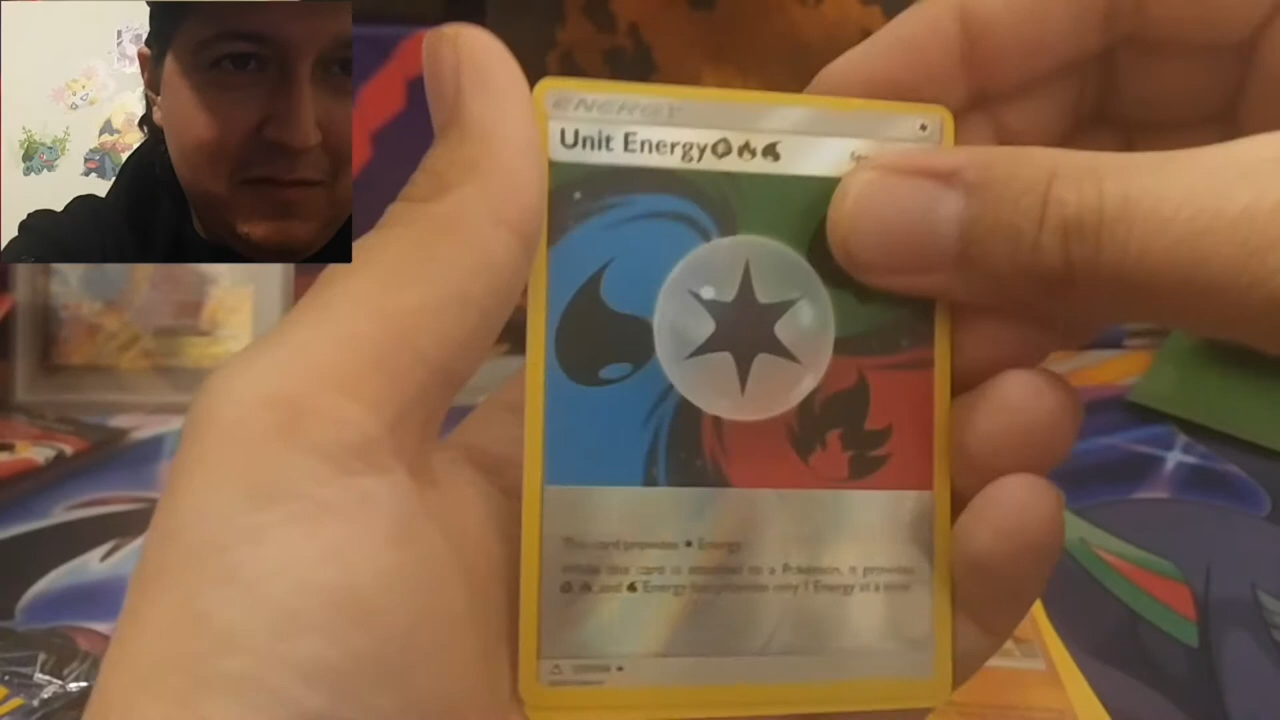 ENERGY
Unit Energy
This card provides Energy.
While this card is attached to a Pokémon, it provides
and Energy but provides only 1 Energy at a time.